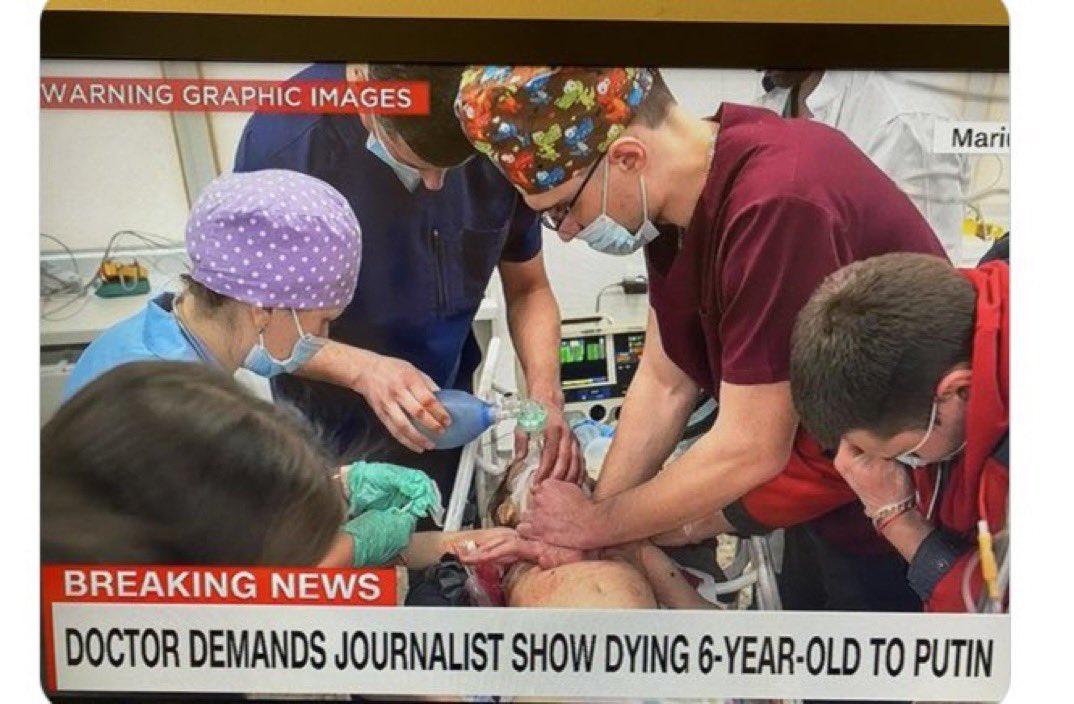 WARNING GRAPHIC IMAGES
Mari
BREAKING NEWS
DOCTOR DEMANDS JOURNALIST SHOW DYING 6-YEAR-OLD TO PUTIN